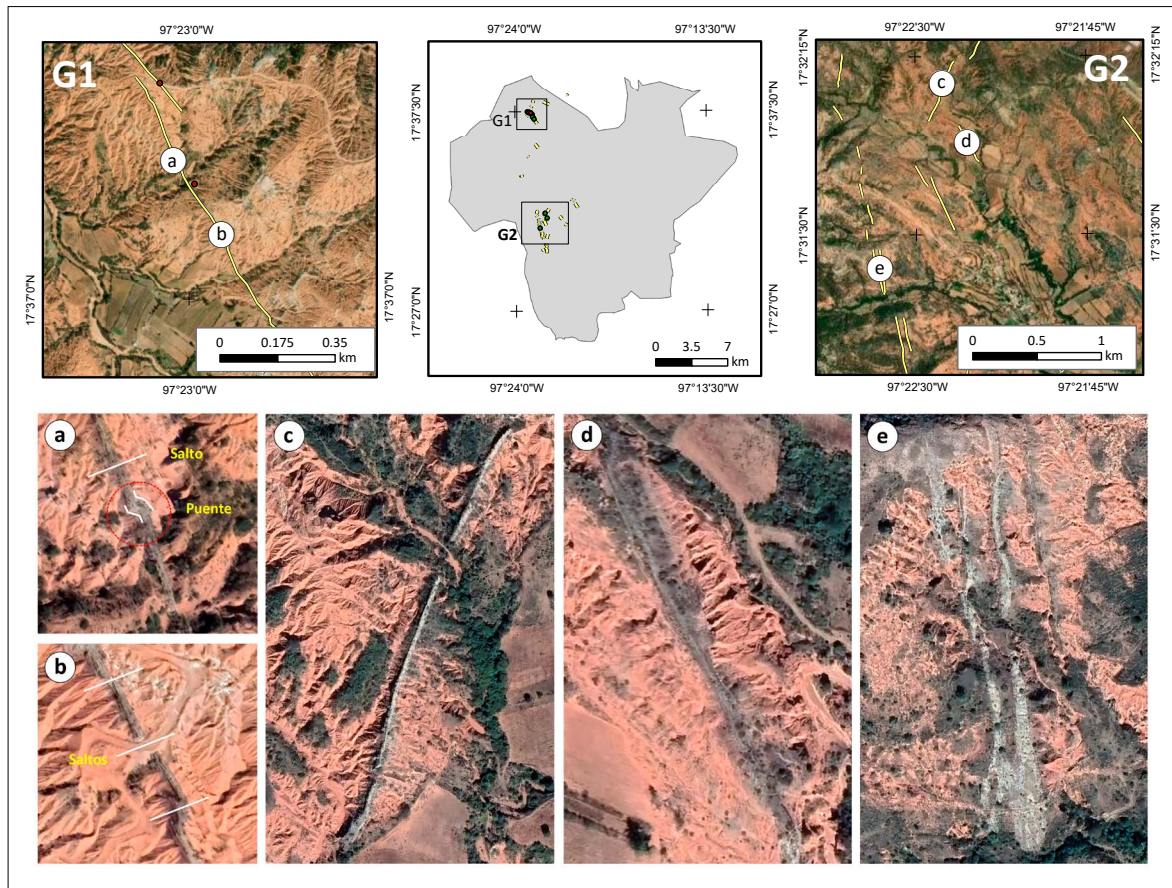 97°23'0"W
G1
a
b
17°37'0"N
17°37'0"N
0 0.175 0.35
km
97°23'0"W
97°24'0"W 97°13'30"W
17°37'30"N
17°37'30"N
G1
G2
17°27'0"N
17°27'0"N
0 3.5 7
km
97°24'0"W 97°13'30"W
97°22'30"W 97°21'45"W
17°32'15"N
17°32'15"N
G2
c
d
17°31'30"N
17°31'30"N
e
0 0.5 1
km
97°22'30"W 97°21'45"W
a
Salto
Puente
b
Saltos
c
d
e